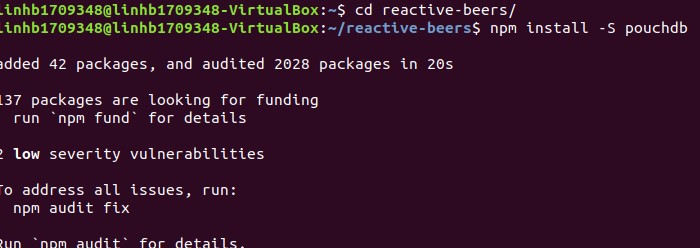 linhb1709348@linhb1709348-VirtualBox:~$ cd reactive-beers/
linhb1709348@linhb1709348-VirtualBox:~/reactive-beers$ npm install -S pouchdb
added 42 packages, and audited 2028 packages in 20s
137 packages are looking for funding
run `npm fund` for details
2 low severity vulnerabilities
To address all issues, run:
npm audit fix
Run `npm audit` for details.